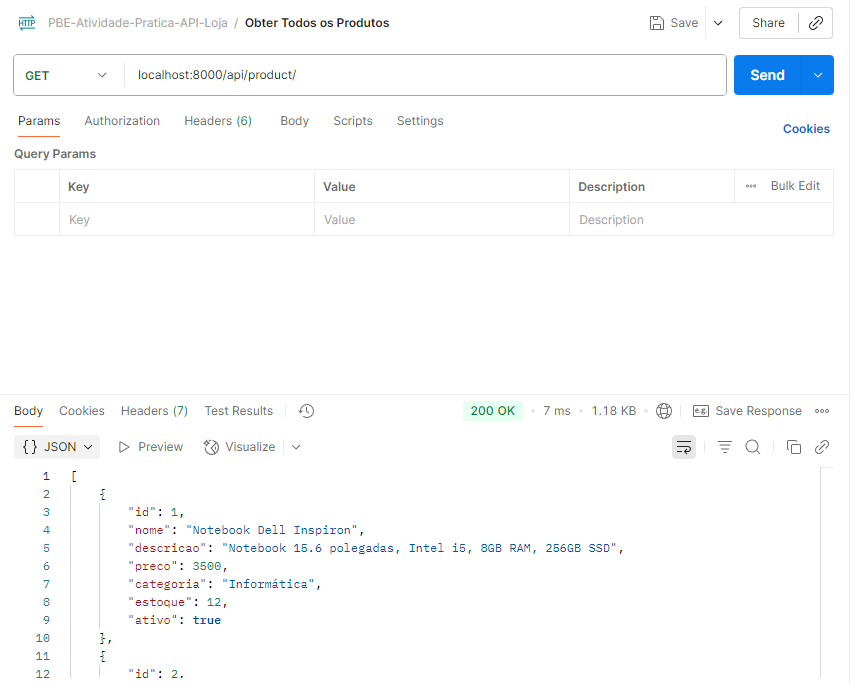 HTTP PBE-Atividade-Pratica-API-Loja / Obter Todos os Produtos Save Share
GET localhost:8000/api/product/ Send
Params Authorization Headers (6) Body Scripts Settings Cookies
Query Params
Key Value Description ••• Bulk Edit
Key Value Description
Body Cookies Headers (7) Test Results 200 OK • 7 ms • 1.18 KB • e.g. Save Response •••
{} JSON Preview Visualize
1 [
2 {
3 "id": 1,
4 "nome": "Notebook Dell Inspiron",
5 "descricao": "Notebook 15.6 polegadas, Intel i5, 8GB RAM, 256GB SSD",
6 "preco": 3500,
7 "categoria": "Informática",
8 "estoque": 12,
9 "ativo": true
10 },
11 {
12 "id": 2,